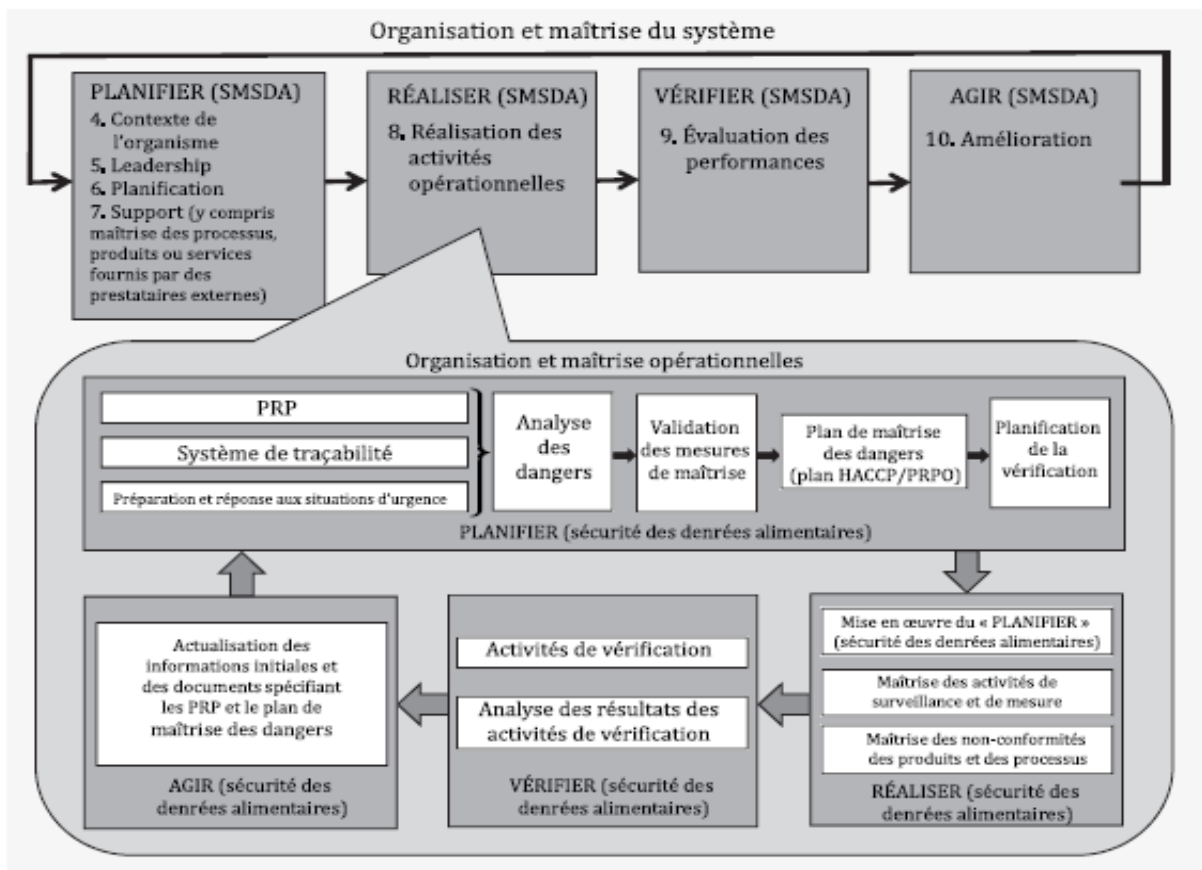 Organisation et maîtrise du système
PLANIFIER (SMSDA)
4. Contexte de
l'organisme
5. Leadership
6. Planification
7. Support (y compris
maîtrise des processus,
produits ou services
fournis par des
prestataires externes)
RÉALISER (SMSDA)
8. Réalisation des
activités
opérationnelles
VÉRIFIER (SMSDA)
9. Évaluation des
performances
AGIR (SMSDA)
10. Amélioration
Organisation et maîtrise opérationnelles
PRP
Système de traçabilité
Préparation et réponse aux situations d'urgence
Analyse
des
dangers
Validation
des mesures
de maîtrise
Plan de maîtrise
des dangers
(plan HACCP/PRPO)
Planification
de la
vérification
PLANIFIER (sécurité des denrées alimentaires)
Actualisation des
informations initiales et
des documents spécifiant
les PRP et le plan de
maîtrise des dangers
AGIR (sécurité des
denrées alimentaires)
Activités de vérification
Analyse des résultats des
activités de vérification
VÉRIFIER (sécurité des
denrées alimentaires)
Mise en œuvre du « PLANIFIER »
(sécurité des denrées alimentaires)
Maîtrise des activités de
surveillance et de mesure
Maîtrise des non-conformités
des produits et des processus
RÉALISER (sécurité des
denrées alimentaires)